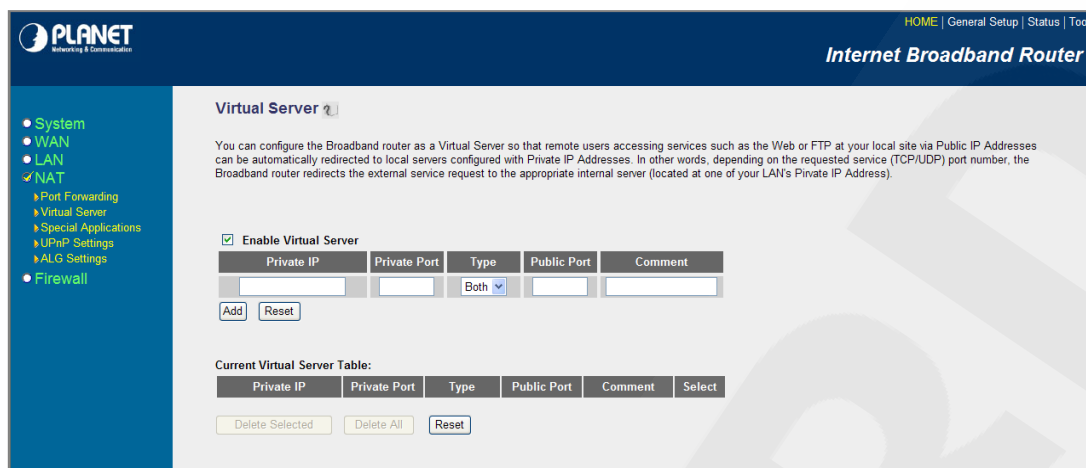 PLANET
Networking & Communication
HOME | General Setup | Status | Too
Internet Broadband Router
System
WAN
LAN
NAT
Port Forwarding
Virtual Server
Special Applications
UPnP Settings
ALG Settings
Firewall
Virtual Server
You can configure the Broadband router as a Virtual Server so that remote users accessing services such as the Web or FTP at your local site via Public IP Addresses
can be automatically redirected to local servers configured with Private IP Addresses. In other words, depending on the requested service (TCP/UDP) port number, the
Broadband router redirects the external service request to the appropriate internal server (located at one of your LAN's Pivate IP Address).
Enable Virtual Server
Private IP Private Port Type Public Port Comment
Both
Add Reset
Current Virtual Server Table:
Private IP Private Port Type Public Port Comment Select
Delete Selected Delete All Reset